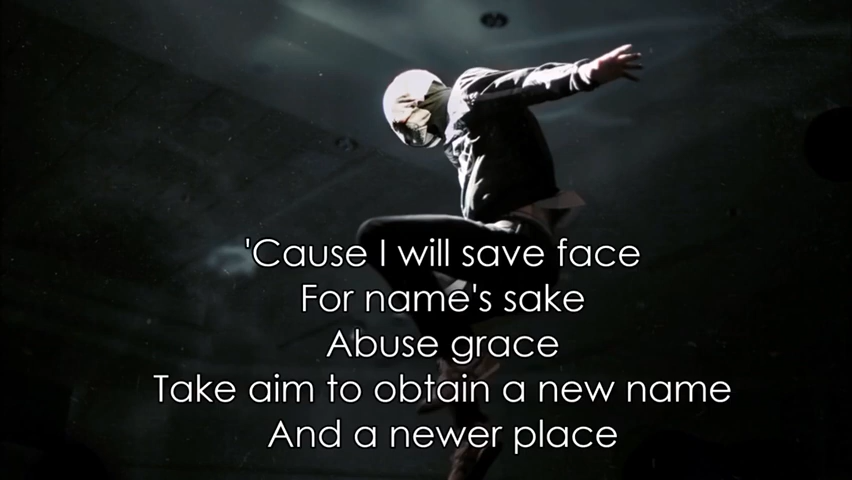 'Cause I will save face
For name's sake
Abuse grace
Take aim to obtain a new name
And a newer place